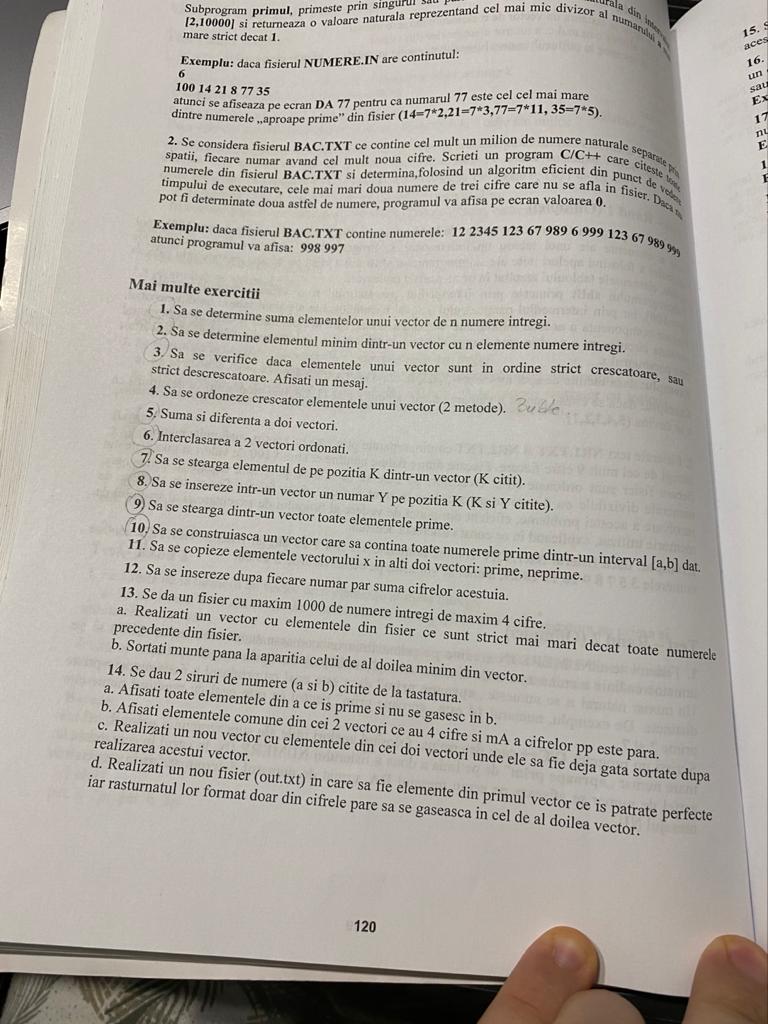 Subprogram primul, primeste prin singurul sau
[2,10000] si returneaza o valoare naturala reprezentand cel mai mic divizor al numarului
mare strict decat 1.
Exemplu: daca fisierul NUMERE.IN are continutul:
6
100 14 21 8 77 35
atunci se afiseaza pe ecran DA 77 pentru ca numarul 77 este cel cel mai mare
dintre numerele „aproape prime” din fisier (14=7*2,21=7*3,77=7*11, 35=7*5).
2. Se considera fisierul BAC.TXT ce contine cel mult un milion de numere naturale separate prin
spatii, fiecare numar avand cel mult noua cifre. Scrieti un program C/C++ care citeste toate
numerele din fisierul BAC.TXT si determina,folosind un algoritm eficient din punct de vedere
timpului de executare, cele mai mari doua numere de trei cifre care nu se afla in fisier. Daca nu
pot fi determinate doua astfel de numere, programul va afisa pe ecran valoarea 0.
Exemplu: daca fisierul BAC.TXT contine numerele: 12 2345 123 67 989 6 999 123 67 989 999
atunci programul va afisa: 998 997
Mai multe exercitii
1. Sa se determine suma elementelor unui vector de n numere intregi.
2. Sa se determine elementul minim dintr-un vector cu n elemente numere intregi.
3. Sa se verifice daca elementele unui vector sunt in ordine strict crescatoare, sau
strict descrescatoare. Afisati un mesaj.
4. Sa se ordoneze crescator elementele unui vector (2 metode).
5. Suma si diferenta a doi vectori.
6. Interclasarea a 2 vectori ordonati.
7. Sa se stearga elementul de pe pozitia K dintr-un vector (K citit).
8. Sa se insereze intr-un vector un numar Y pe pozitia K (K si Y citite).
9. Sa se stearga dintr-un vector toate elementele prime.
10. Sa se construiasca un vector care sa contina toate numerele prime dintr-un interval [a,b] dat.
11. Sa se copieze elementele vectorului x in alti doi vectori: prime, neprime.
12. Sa se insereze dupa fiecare numar par suma cifrelor acestuia.
13. Se da un fisier cu maxim 1000 de numere intregi de maxim 4 cifre.
a. Realizati un vector cu elementele din fisier ce sunt strict mai mari decat toate numerele
precedente din fisier.
b. Sortati munte pana la aparitia celui de al doilea minim din vector.
14. Se dau 2 siruri de numere (a si b) citite de la tastatura.
a. Afisati toate elementele din a ce is prime si nu se gasesc in b.
b. Afisati elementele comune din cei 2 vectori ce au 4 cifre si mA a cifrelor pp este para.
c. Realizati un nou vector cu elementele din cei doi vectori unde ele sa fie deja gata sortate dupa
realizarea acestui vector.
d. Realizati un nou fisier (out.txt) in care sa fie elemente din primul vector ce is patrate perfecte
iar rasturnatul lor format doar din cifrele pare sa se gaseasca in cel de al doilea vector.
120
15.
aces
16.
un
sau
Ex
17
nu
E